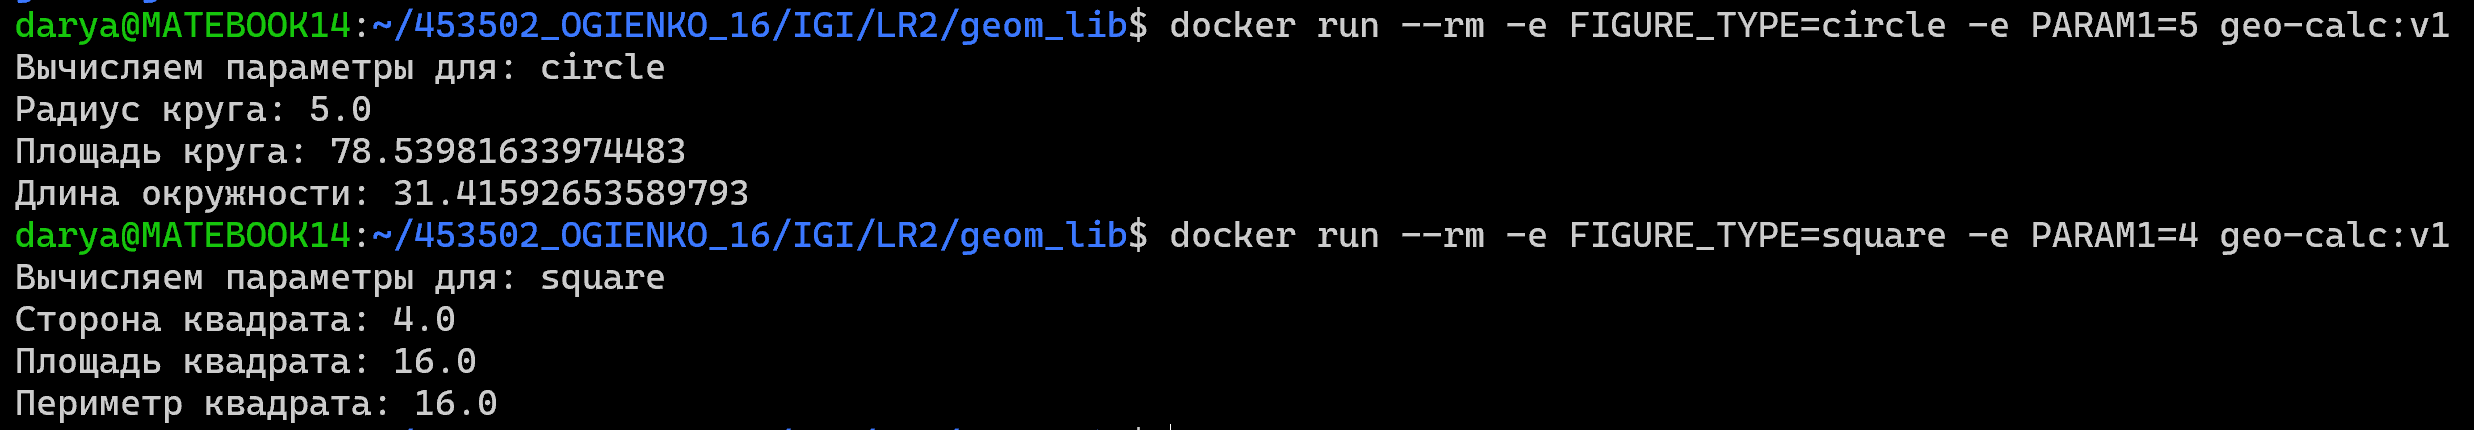 darya@MATEBOOK14:~/453502_OGIENKO_16/IGI/LR2/geom_lib$ docker run --rm -e FIGURE_TYPE=circle -e PARAM1=5 geo-calc:v1
Вычисляем параметры для: circle
Радиус круга: 5.0
Площадь круга: 78.53981633974483
Длина окружности: 31.41592653589793
darya@MATEBOOK14:~/453502_OGIENKO_16/IGI/LR2/geom_lib$ docker run --rm -e FIGURE_TYPE=square -e PARAM1=4 geo-calc:v1
Вычисляем параметры для: square
Сторона квадрата: 4.0
Площадь квадрата: 16.0
Периметр квадрата: 16.0